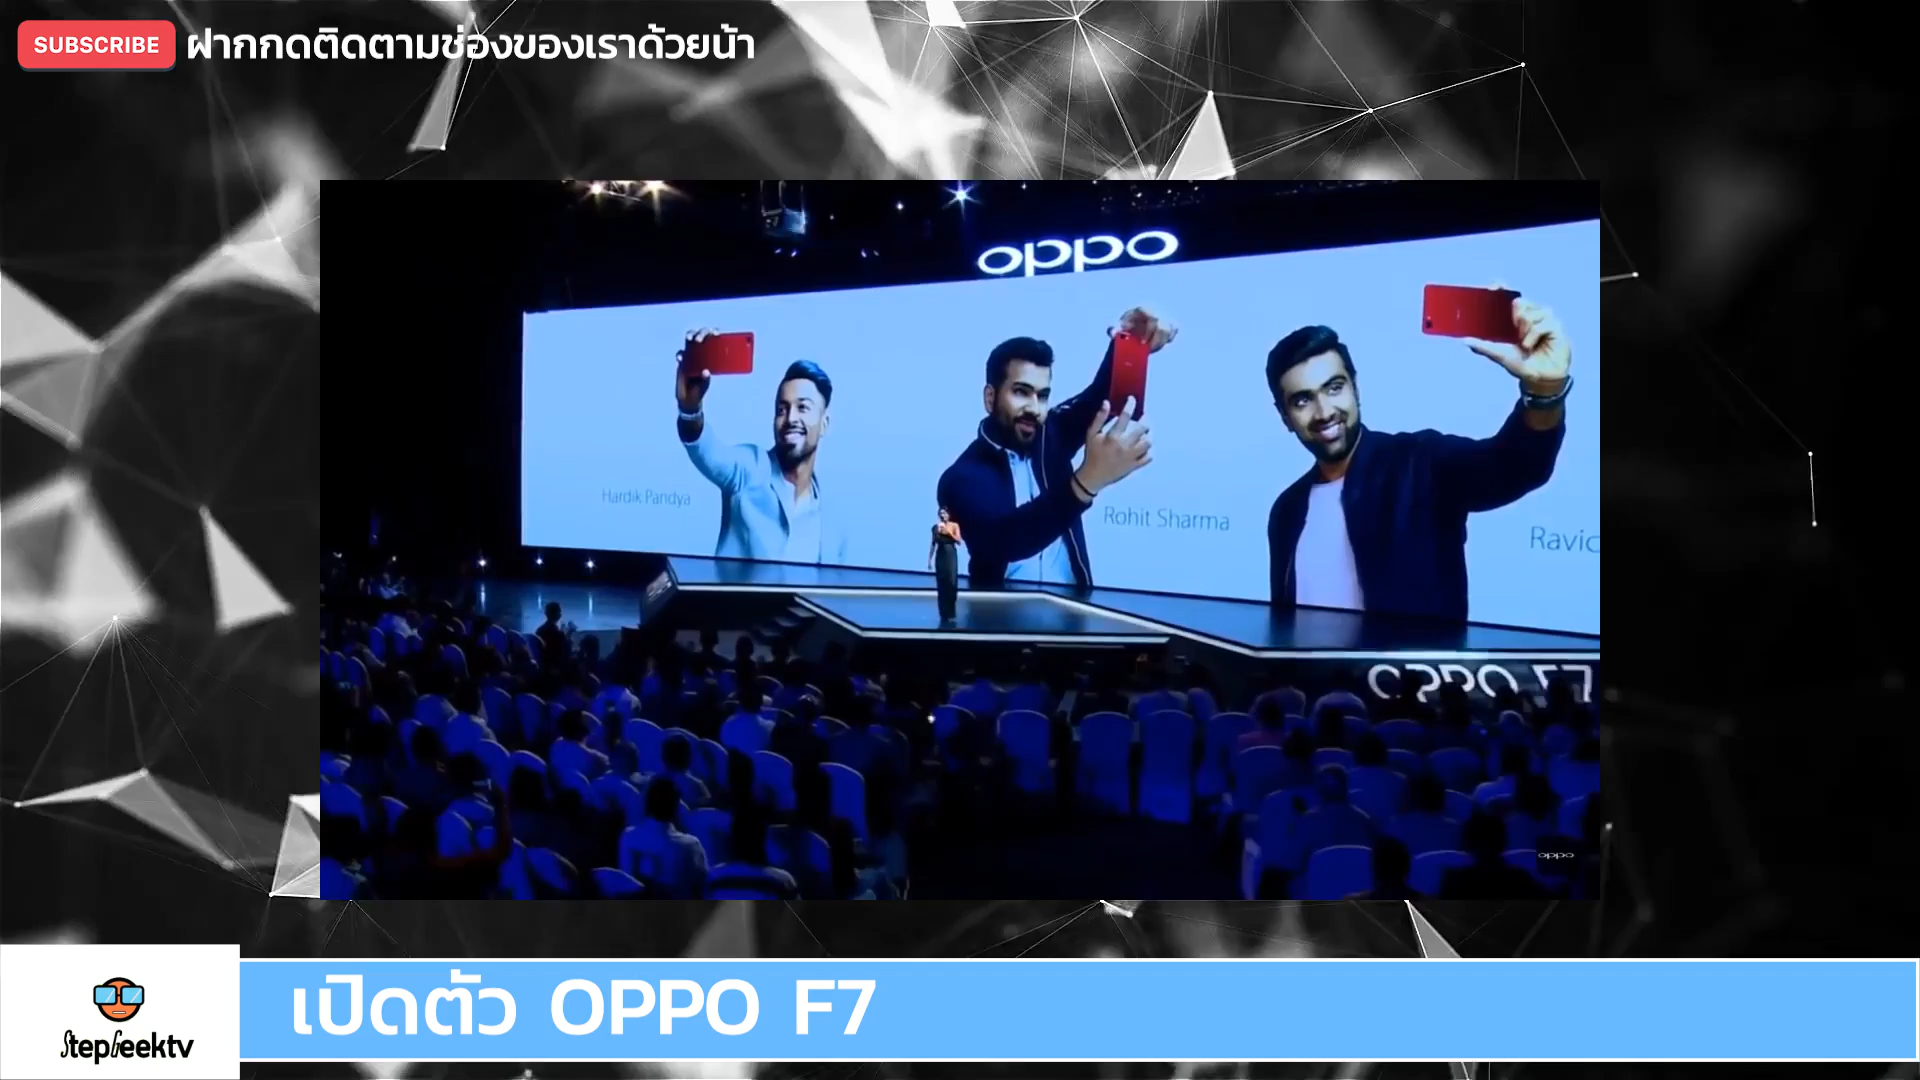 SUBSCRIBE ฝากกดติดตามช่องของเราด้วยน้า
oppo
Hardik Pandya
Rohit Sharma
Ravic
OPPO F7
oppo
เปิดตัว OPPO F7
StepGeektv